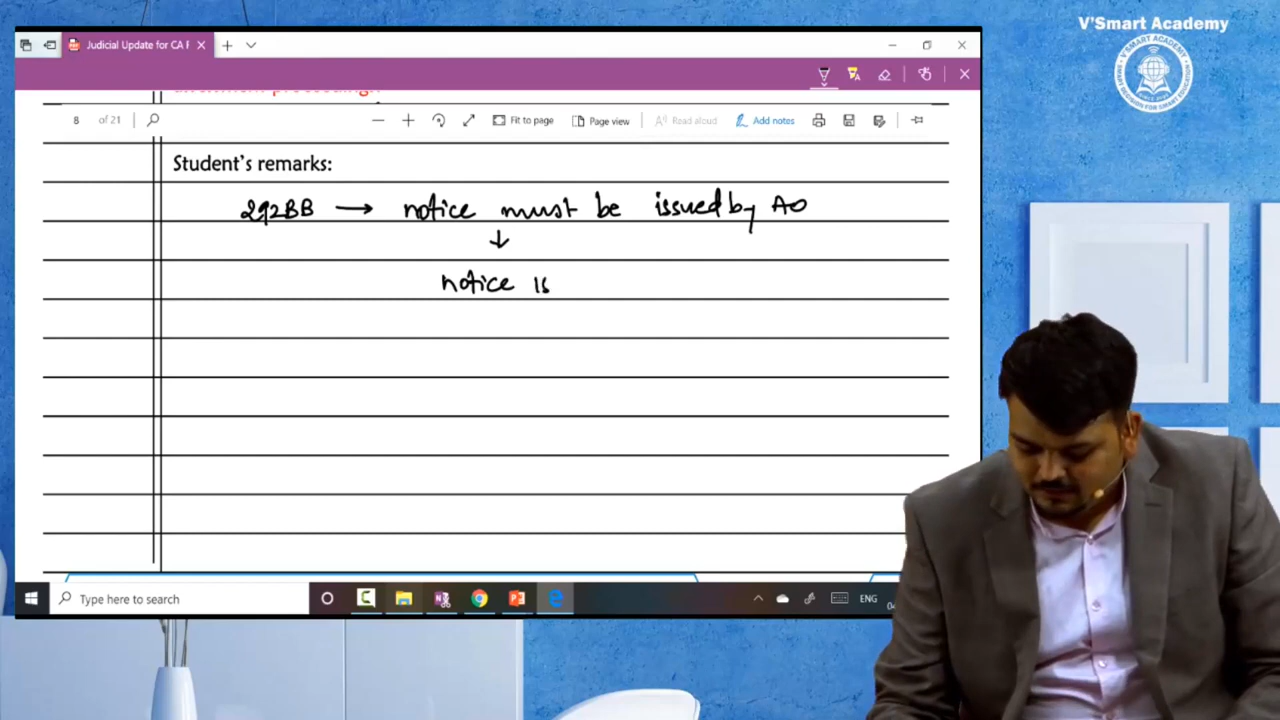 V'Smart Academy
Judicial Update for CA F
8 of 21
Fit to page
Page view
Read aloud
Add notes
Student's remarks:
292BB → notice must be issued by AO
↓
notice is
Type here to search
ENG